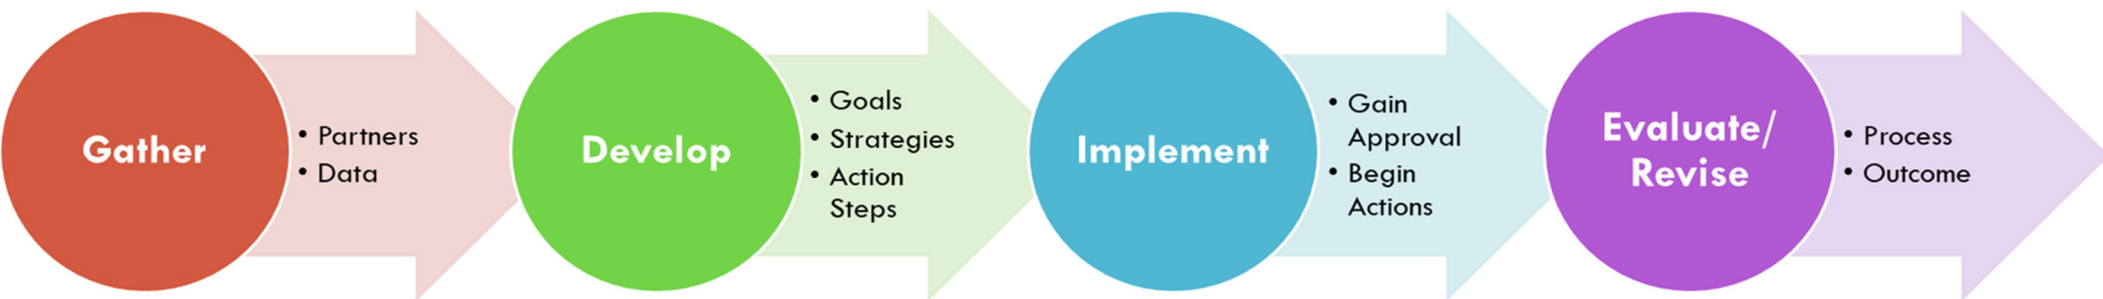 Gather
• Partners
• Data
Develop
• Goals
• Strategies
• Action
Steps
Implement
• Gain
Approval
• Begin
Actions
Evaluate/
Revise
• Process
• Outcome